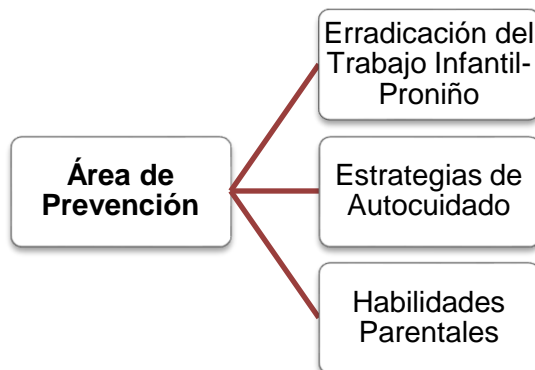 Erradicación del
Trabajo Infantil-
Proniño
Área de
Prevención
Estrategias de
Autocuidado
Habilidades
Parentales